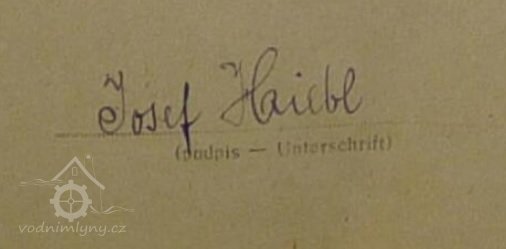 Josef Haiebl
(podpis — Unterschrift)
vodnimlyny.cz